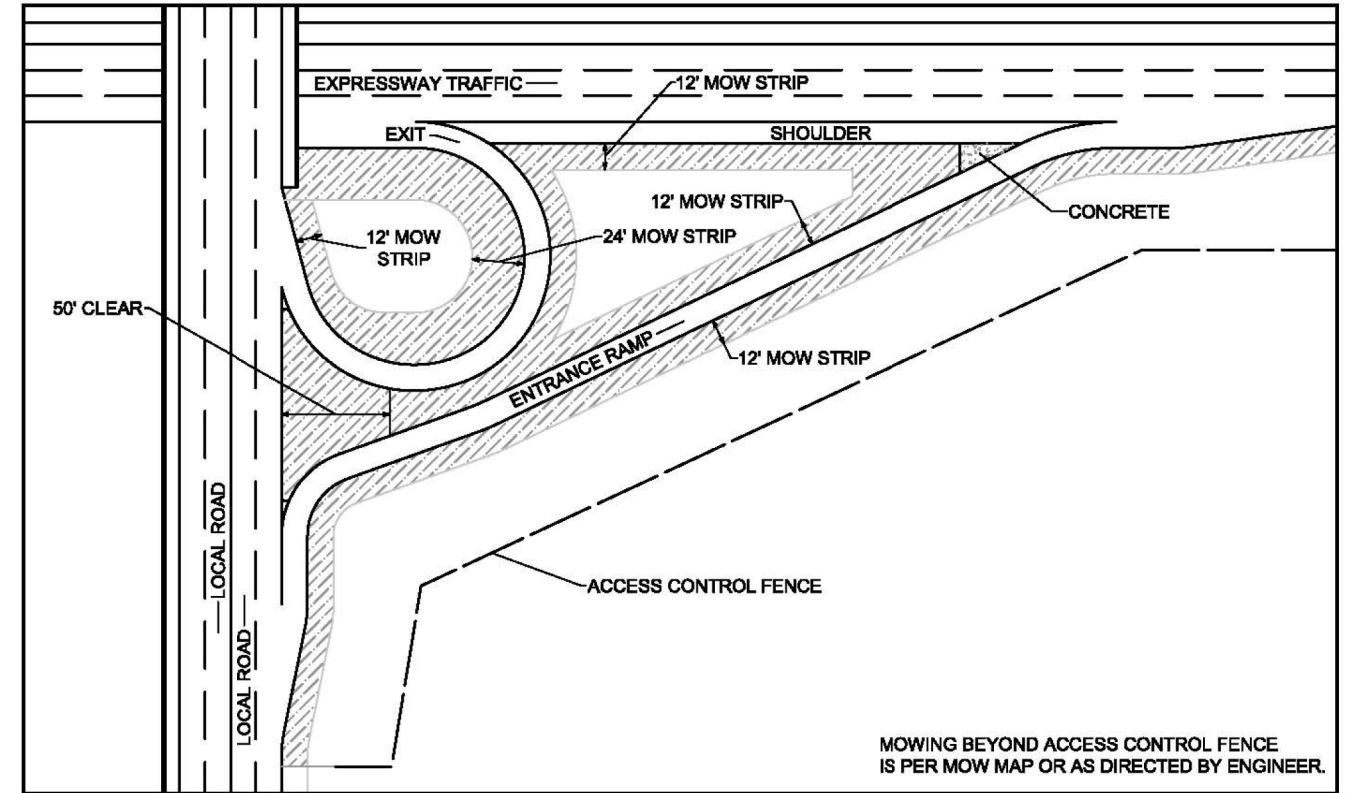 EXPRESSWAY TRAFFIC
12' MOW STRIP
EXIT
SHOULDER
12' MOW STRIP
CONCRETE
12' MOW
STRIP
24' MOW STRIP
50' CLEAR
ENTRANCE RAMP
12' MOW STRIP
LOCAL ROAD
LOCAL ROAD
ACCESS CONTROL FENCE
MOWING BEYOND ACCESS CONTROL FENCE
IS PER MOW MAP OR AS DIRECTED BY ENGINEER.